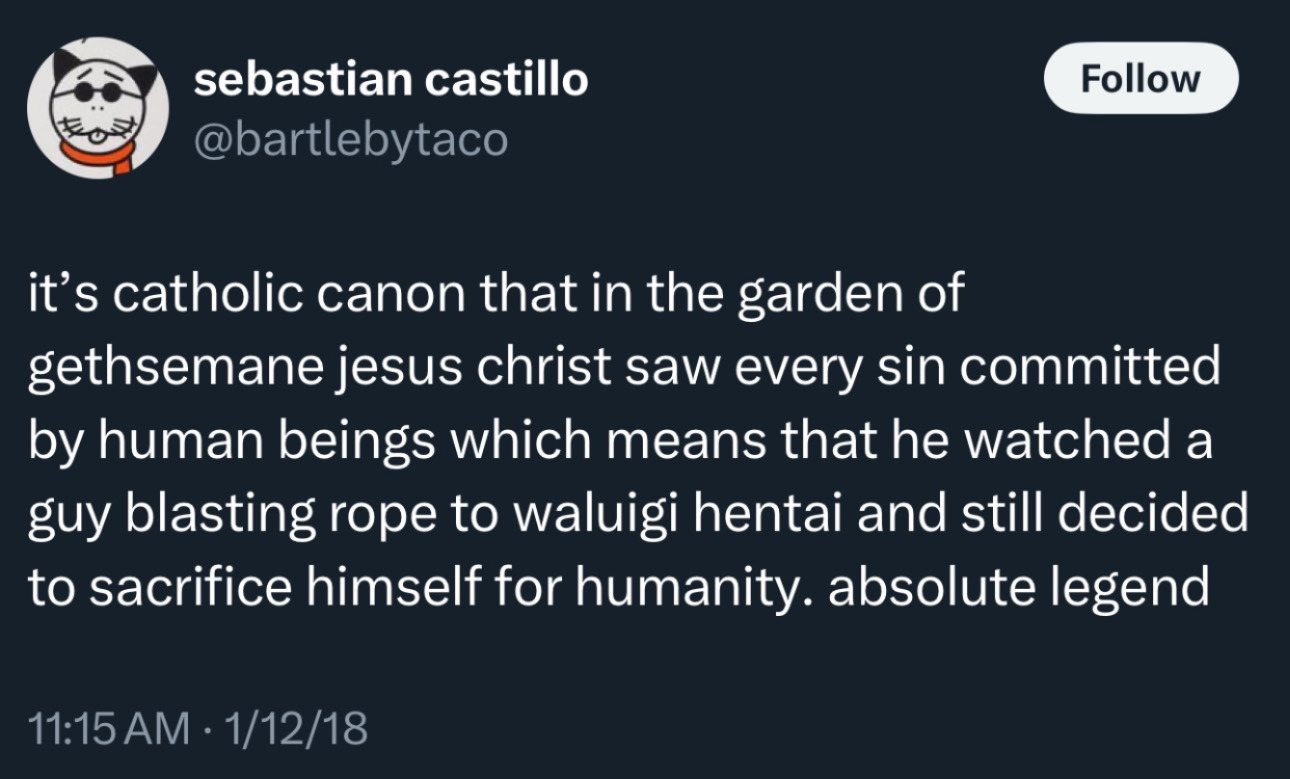 sebastian castillo
Follow
@bartlebytaco
it’s catholic canon that in the garden of
gethsemane jesus christ saw every sin committed
by human beings which means that he watched a
guy blasting rope to waluigi hentai and still decided
to sacrifice himself for humanity. absolute legend
11:15 AM · 1/12/18